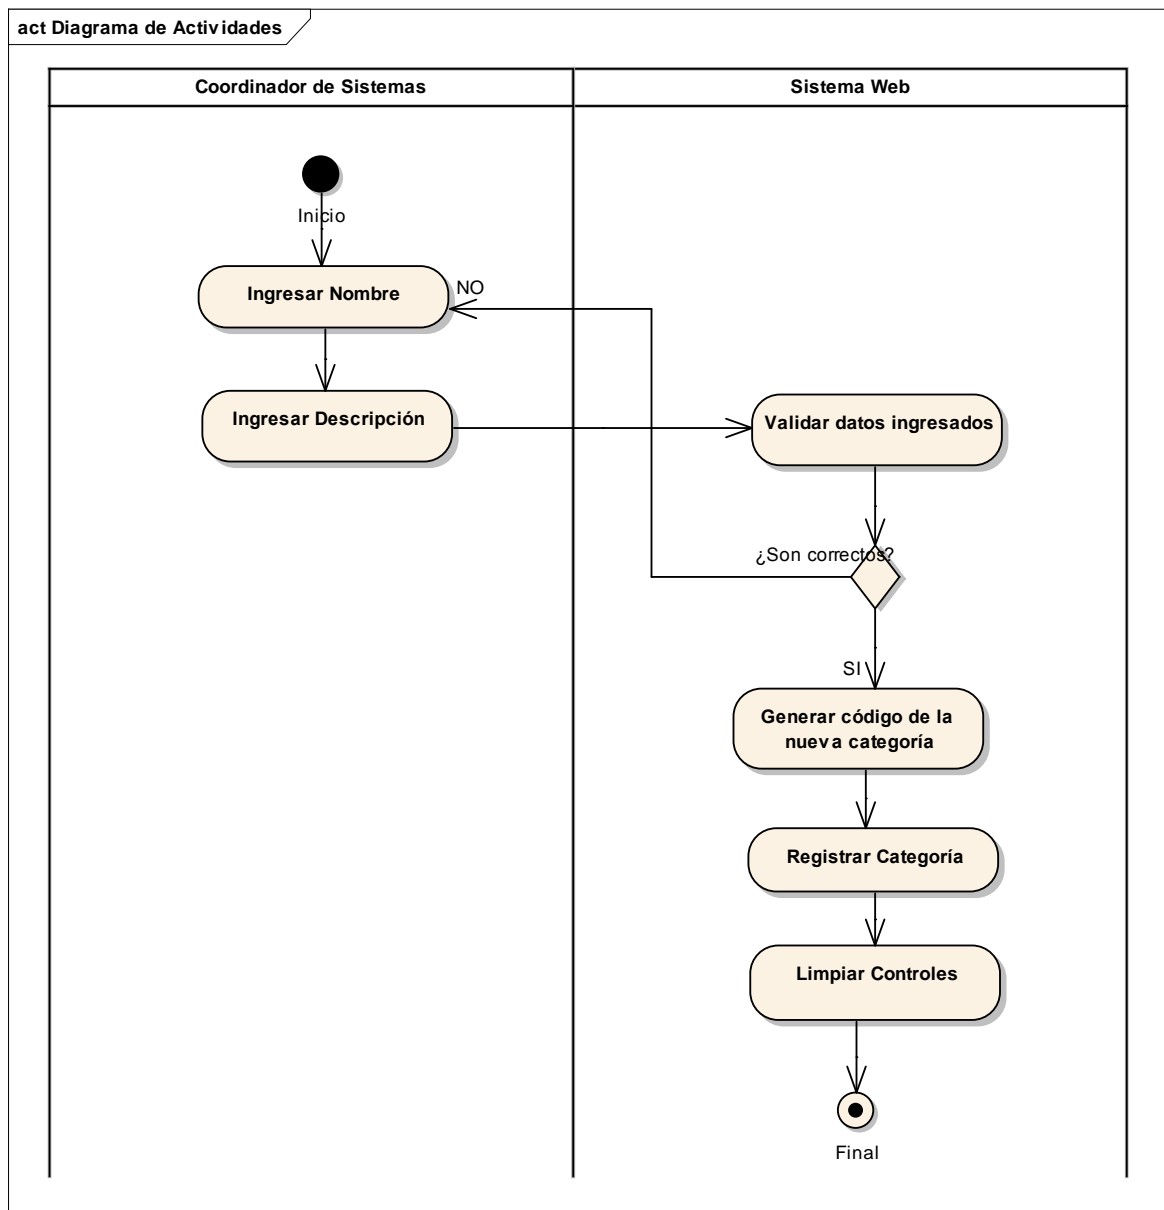 act Diagrama de Actividades
Coordinador de Sistemas
Sistema Web
Inicio
Ingresar Nombre
NO
Ingresar Descripción
Validar datos ingresados
¿Son correctos?
SI
Generar código de la
nueva categoría
Registrar Categoría
Limpiar Controles
Final